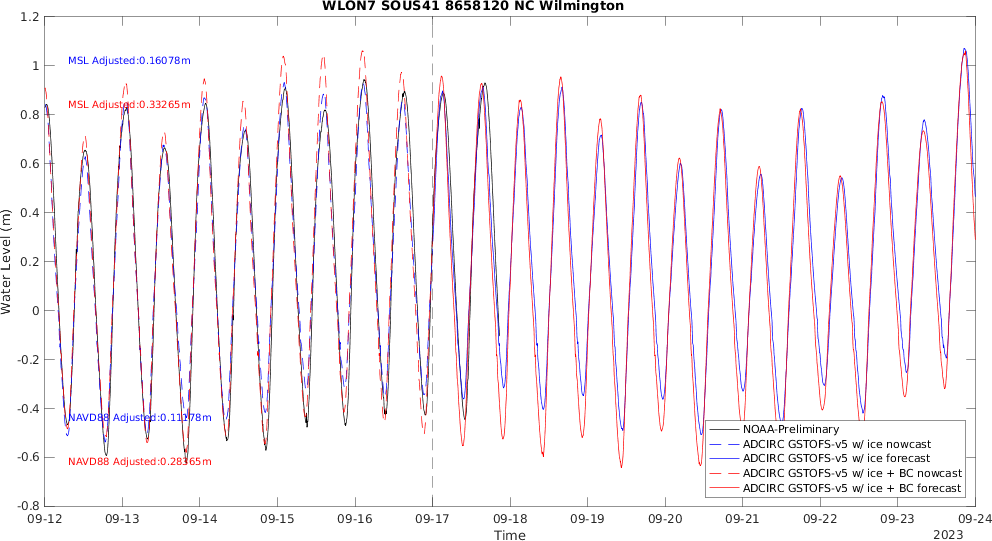 WLON7 SOUS41 8658120 NC Wilmington
1.2
1
0.8
0.6
0.4
0.2
0
-0.2
-0.4
-0.6
-0.8
Water Level (m)
MSL Adjusted:0.16078m
MSL Adjusted:0.33265m
NAVD88 Adjusted:0.11178m
NAVD88 Adjusted:0.28365m
NOAA-Preliminary
ADCIRC GSTOFS-v5 w/ ice nowcast
ADCIRC GSTOFS-v5 w/ ice forecast
ADCIRC GSTOFS-v5 w/ ice + BC nowcast
ADCIRC GSTOFS-v5 w/ ice + BC forecast
09-12 09-13 09-14 09-15 09-16 09-17 09-18 09-19 09-20 09-21 09-22 09-23 09-24
Time
2023